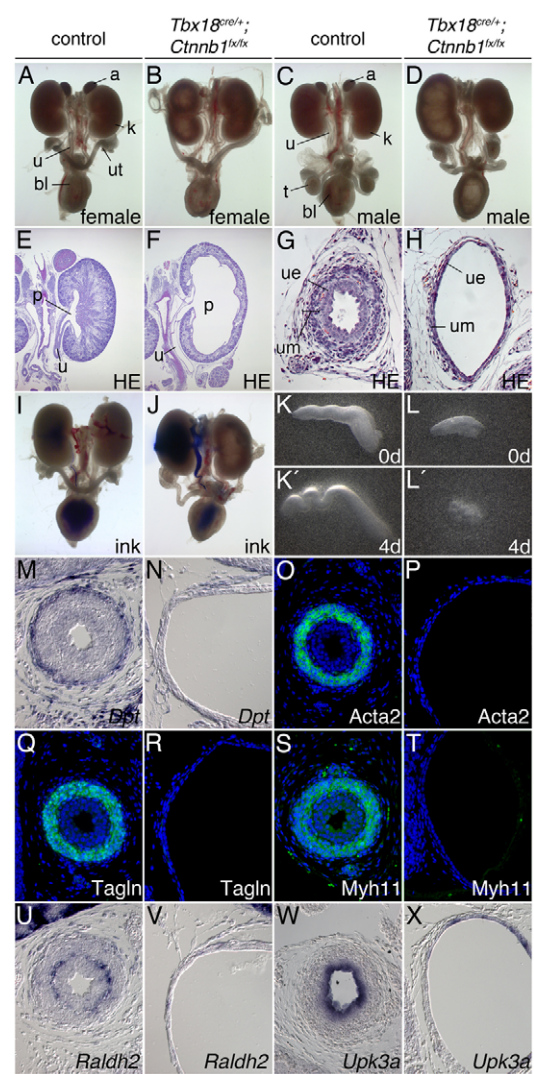 control Tbx18cre/+; Ctnnb1fx/fx control Tbx18cre/+; Ctnnb1fx/fx
A a k u ut bl female
B female
C a u k t bl male
D male
E p u HE
F p u HE
G ue um HE
H ue um HE
I ink
J ink
K 0d
L 0d
K´ 4d
L´ 4d
M Dpt
N Dpt
O Acta2
P Acta2
Q Tagln
R Tagln
S Myh11
T Myh11
U Raldh2
V Raldh2
W Upk3a
X Upk3a